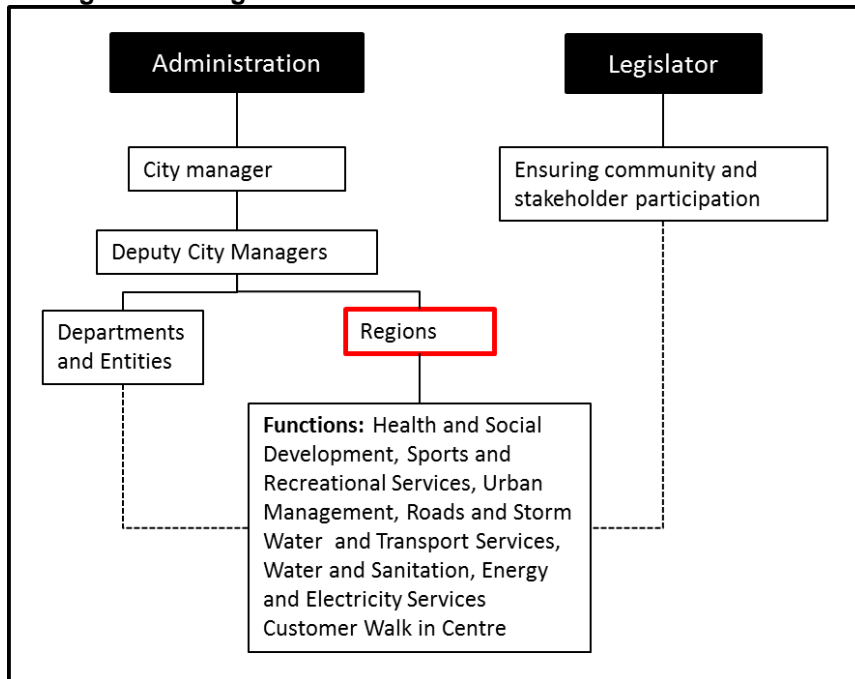 Administration
Legislator
City manager
Ensuring community and
stakeholder participation
Deputy City Managers
Departments
and Entities
Regions
Functions: Health and Social
Development, Sports and
Recreational Services, Urban
Management, Roads and Storm
Water and Transport Services,
Water and Sanitation, Energy
and Electricity Services
Customer Walk in Centre